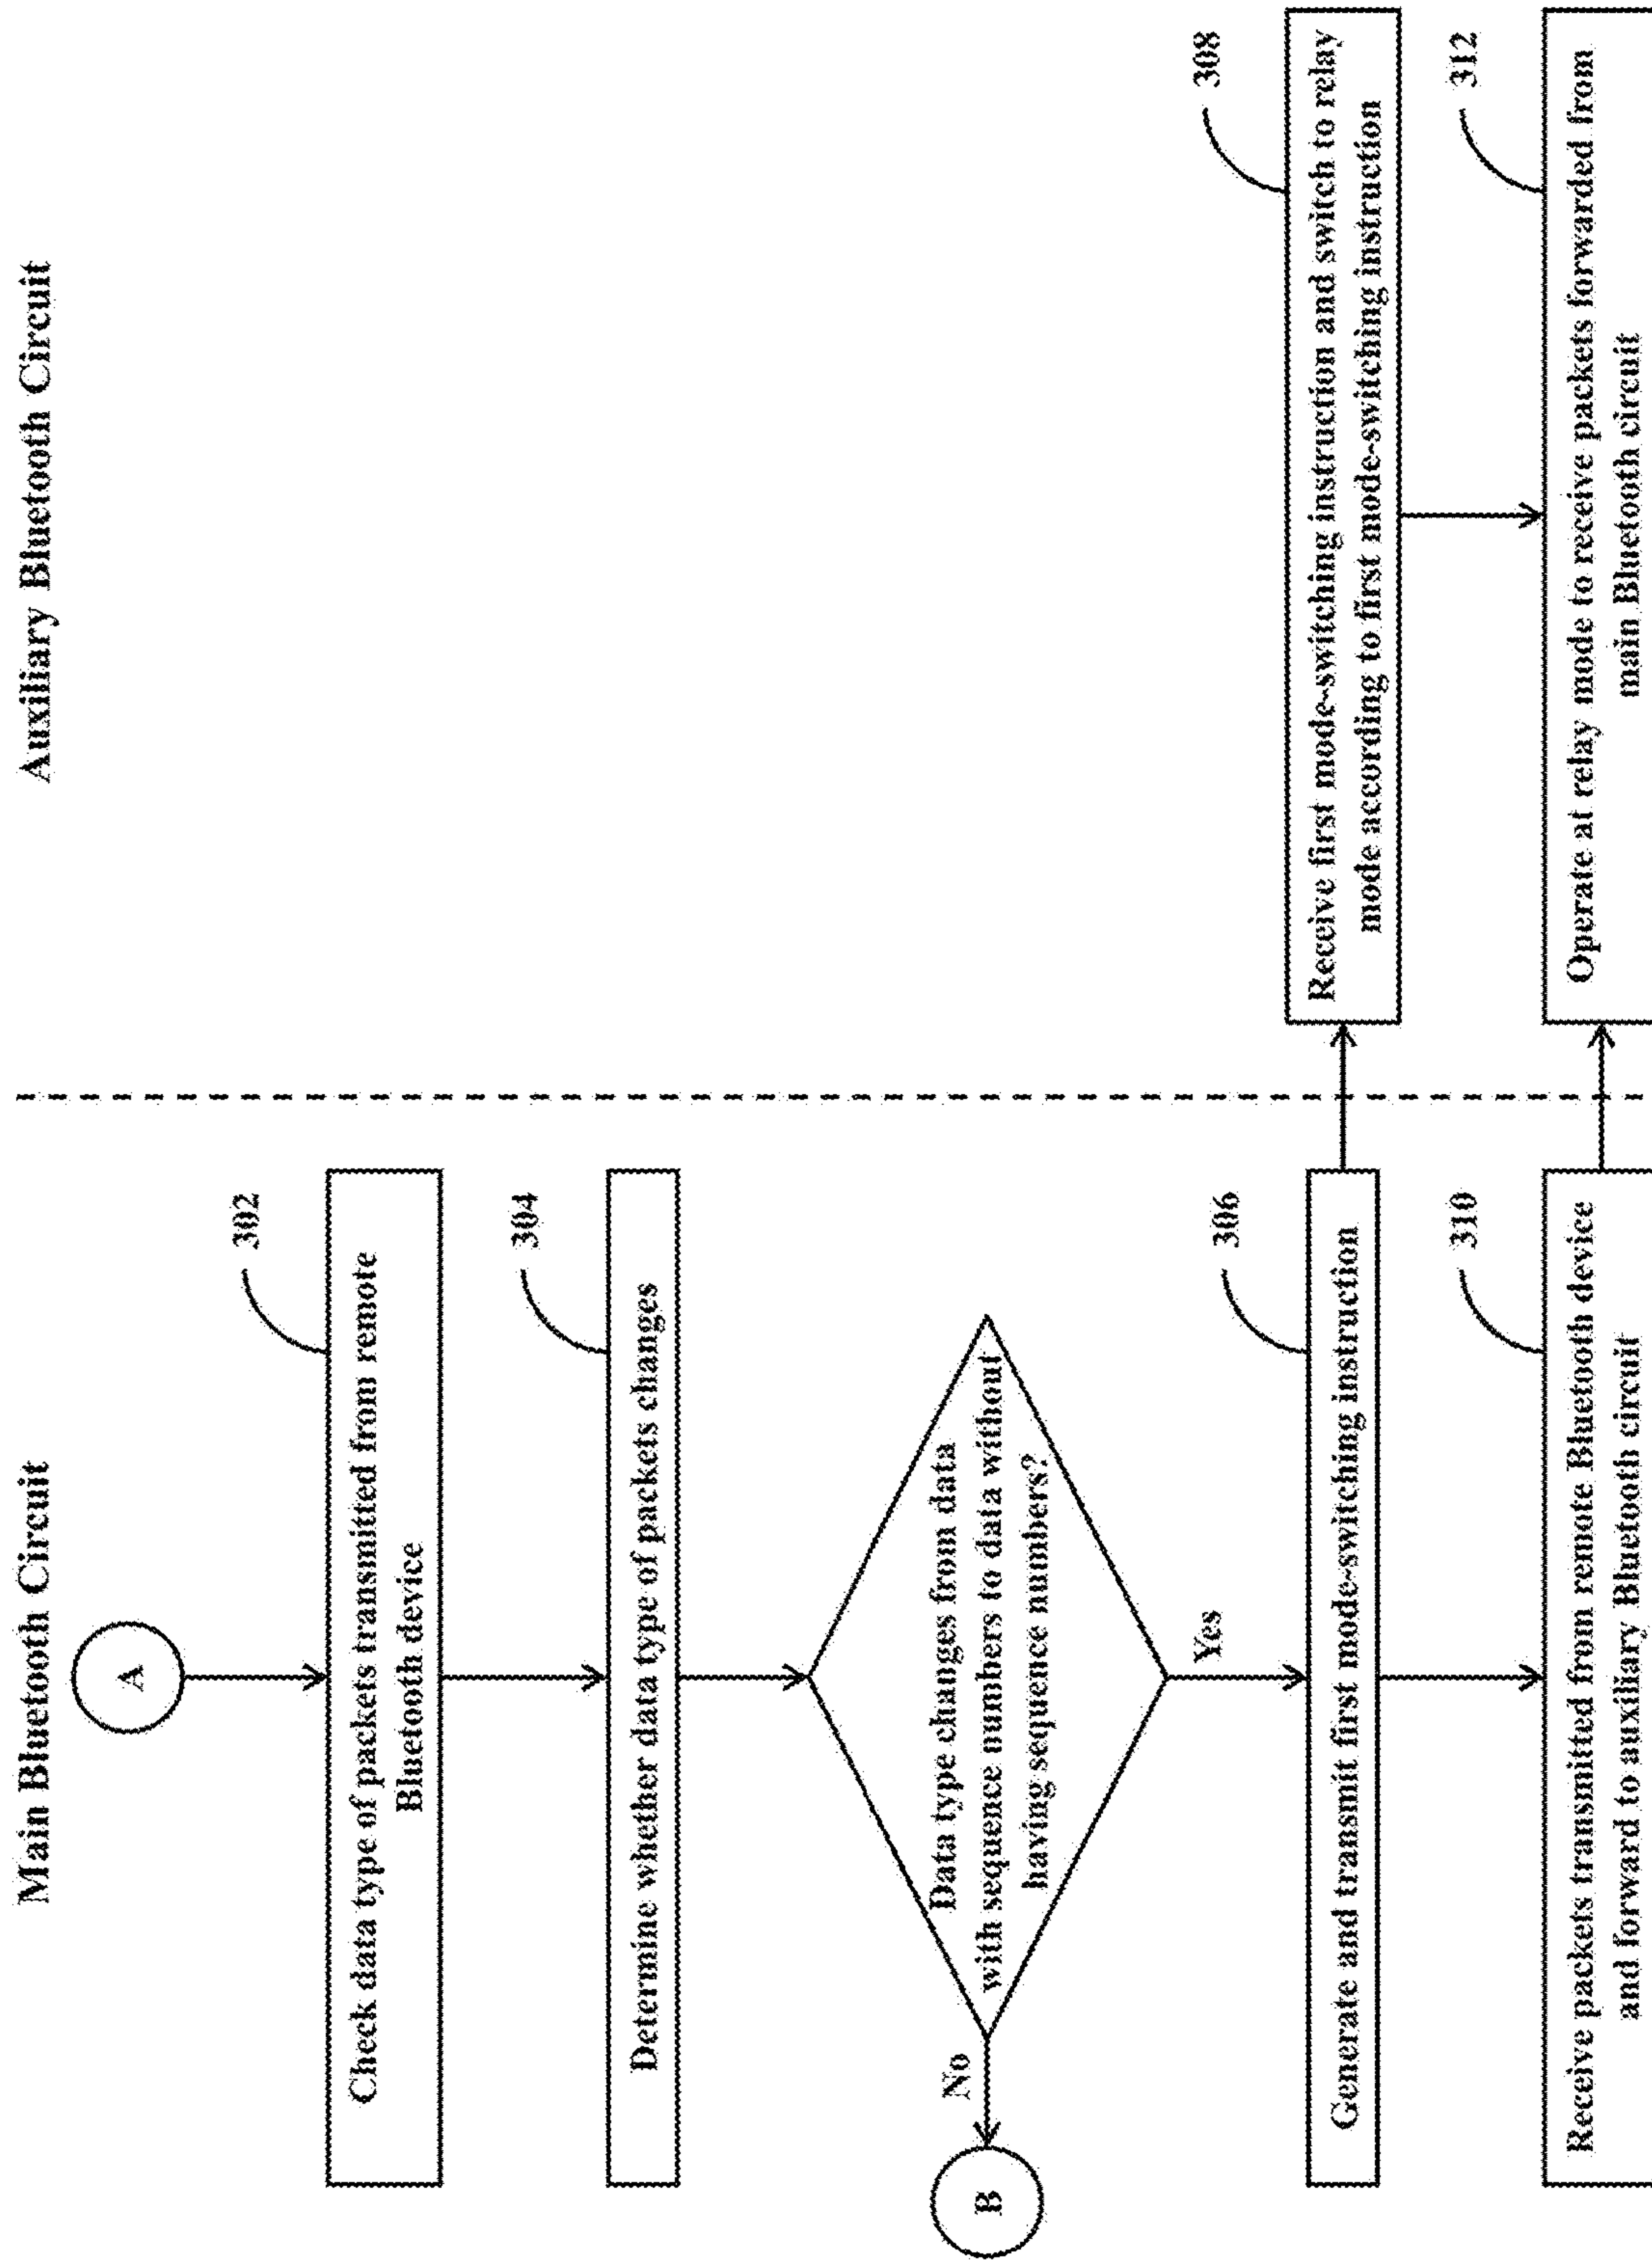 Main Bluetooth Circuit
Auxiliary Bluetooth Circuit
A
302
Check data type of packets transmitted from remote
Bluetooth device
304
Determine whether data type of packets changes
Data type changes from data
with sequence numbers to data without
having sequence numbers?
No
B
Yes
306
Generate and transmit first mode-switching instruction
308
Receive first mode-switching instruction and switch to relay
mode according to first mode-switching instruction
310
Receive packets transmitted from remote Bluetooth device
and forward to auxiliary Bluetooth circuit
312
Operate at relay mode to receive packets forwarded from
main Bluetooth circuit